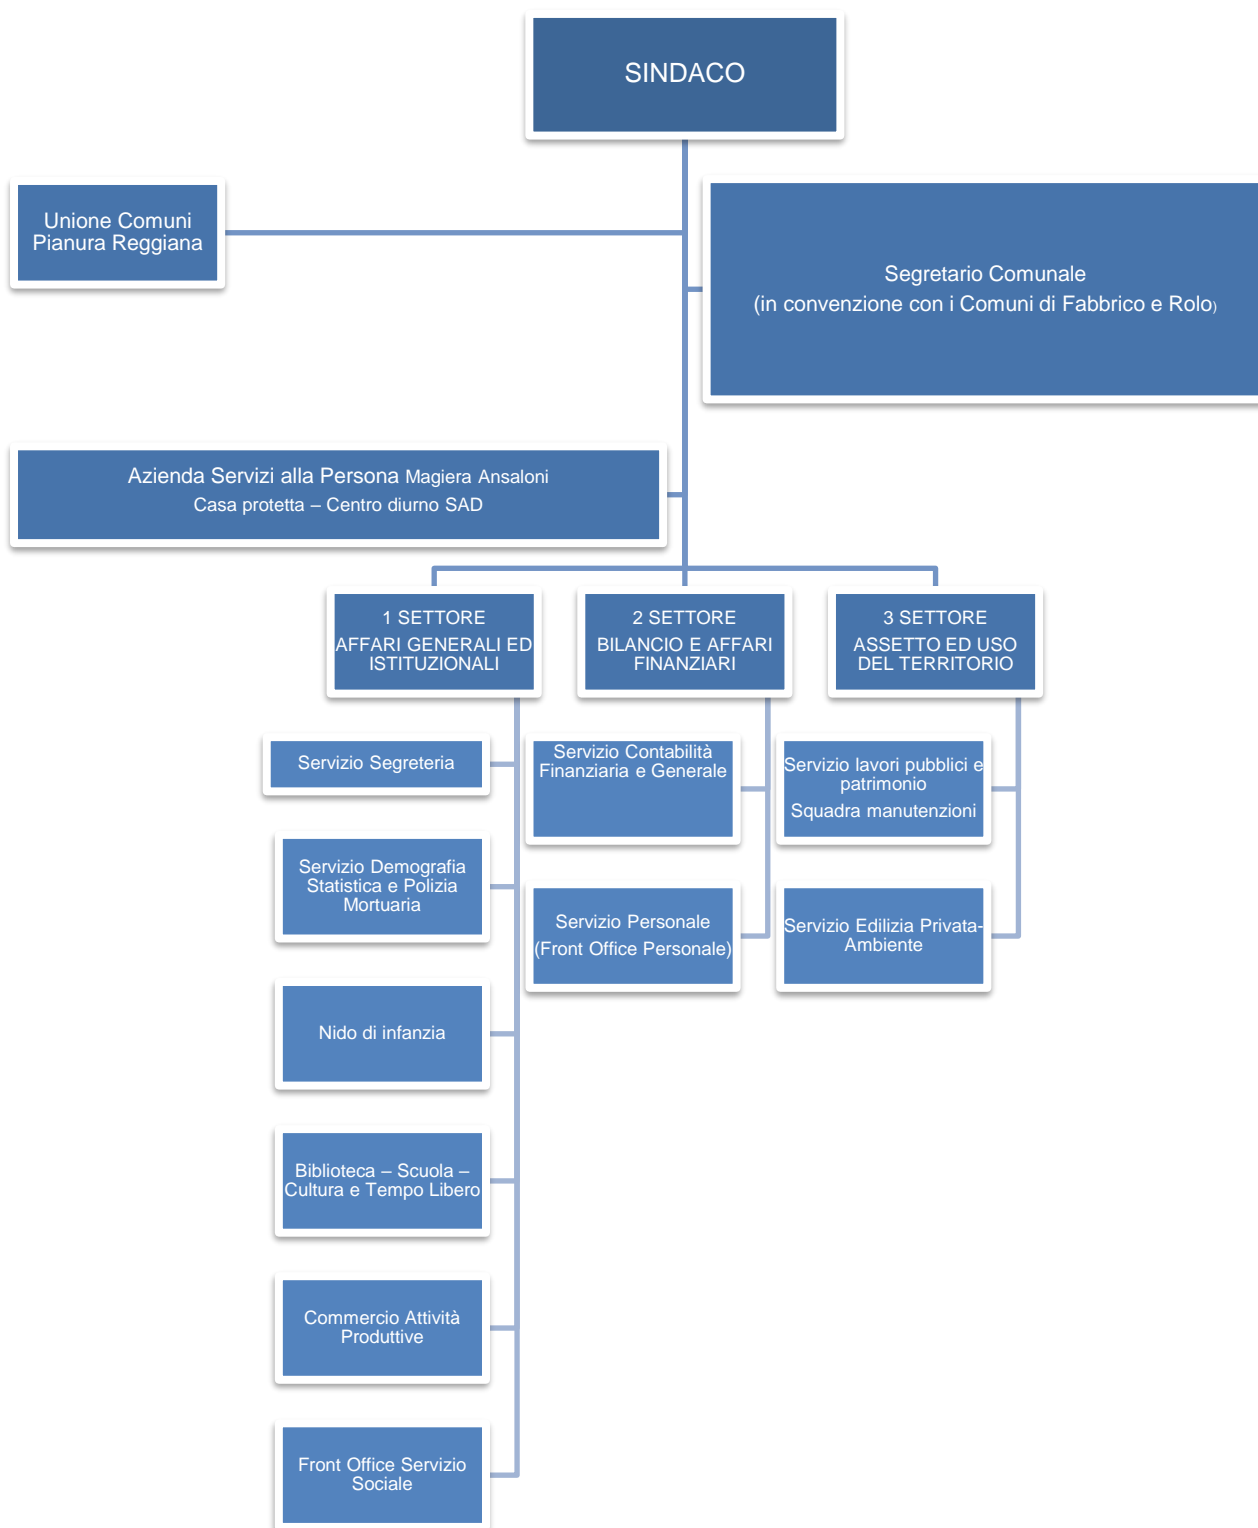 SINDACO
Unione Comuni
Pianura Reggiana
Segretario Comunale
(in convenzione con i Comuni di Fabbrico e Rolo)
Azienda Servizi alla Persona Magiera Ansaloni
Casa protetta – Centro diurno SAD
1 SETTORE
AFFARI GENERALI ED
ISTITUZIONALI
2 SETTORE
BILANCIO E AFFARI
FINANZIARI
3 SETTORE
ASSETTO ED USO
DEL TERRITORIO
Servizio Segreteria
Servizio Demografia
Statistica e Polizia
Mortuaria
Nido di infanzia
Biblioteca – Scuola –
Cultura e Tempo Libero
Commercio Attività
Produttive
Front Office Servizio
Sociale
Servizio Contabilità
Finanziaria e Generale
Servizio Personale
(Front Office Personale)
Servizio lavori pubblici e
patrimonio
Squadra manutenzioni
Servizio Edilizia Privata-
Ambiente